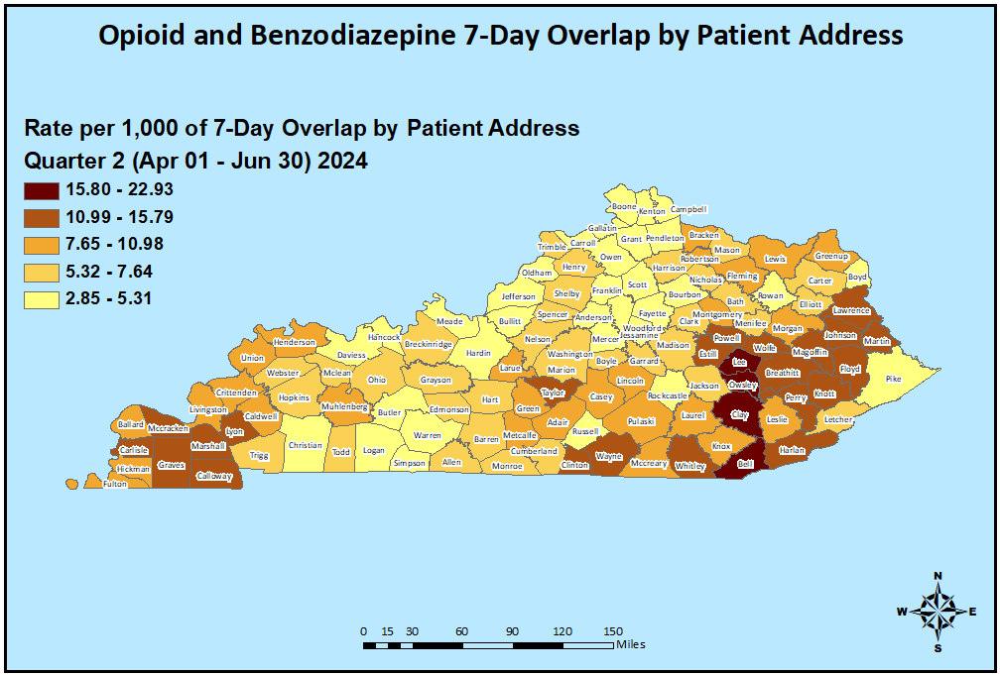 Opioid and Benzodiazepine 7-Day Overlap by Patient Address
Rate per 1,000 of 7-Day Overlap by Patient Address
Quarter 2 (Apr 01 - Jun 30) 2024
15.80 - 22.93
10.99 - 15.79
7.65 - 10.98
5.32 - 7.64
2.85 - 5.31
Boone
Kenton
Campbell
Gallatin
Grant
Pendleton
Bracken
Mason
Trimble
Carroll
Owen
Robertson
Lewis
Greenup
Oldham
Henry
Harrison
Nicholas
Fleming
Carter
Boyd
Jefferson
Shelby
Franklin
Scott
Bourbon
Bath
Rowan
Elliott
Lawrence
Bullitt
Spencer
Anderson
Fayette
Woodford
Clark
Montgomery
Menifee
Morgan
Johnson
Martin
Meade
Hancock
Breckinridge
Hardin
Nelson
Washington
Mercer
Jessamine
Madison
Powell
Estill
Wolfe
Magoffin
Henderson
Union
Daviess
Larue
Marion
Boyle
Garrard
Lee
Breathitt
Floyd
Pike
Webster
Mclean
Ohio
Grayson
Hart
Taylor
Lincoln
Rockcastle
Jackson
Owsley
Perry
Knott
Crittenden
Livingston
Hopkins
Muhlenberg
Butler
Edmonson
Green
Casey
Clay
Leslie
Letcher
Ballard
Mccracken
Lyon
Caldwell
Christian
Todd
Logan
Warren
Barren
Metcalfe
Adair
Russell
Pulaski
Laurel
Knox
Harlan
Carlisle
Marshall
Trigg
Simpson
Allen
Monroe
Cumberland
Clinton
Wayne
Mccreary
Whitley
Bell
Hickman
Graves
Calloway
Fulton
N
W
E
S
0 15 30 60 90 120 150
Miles